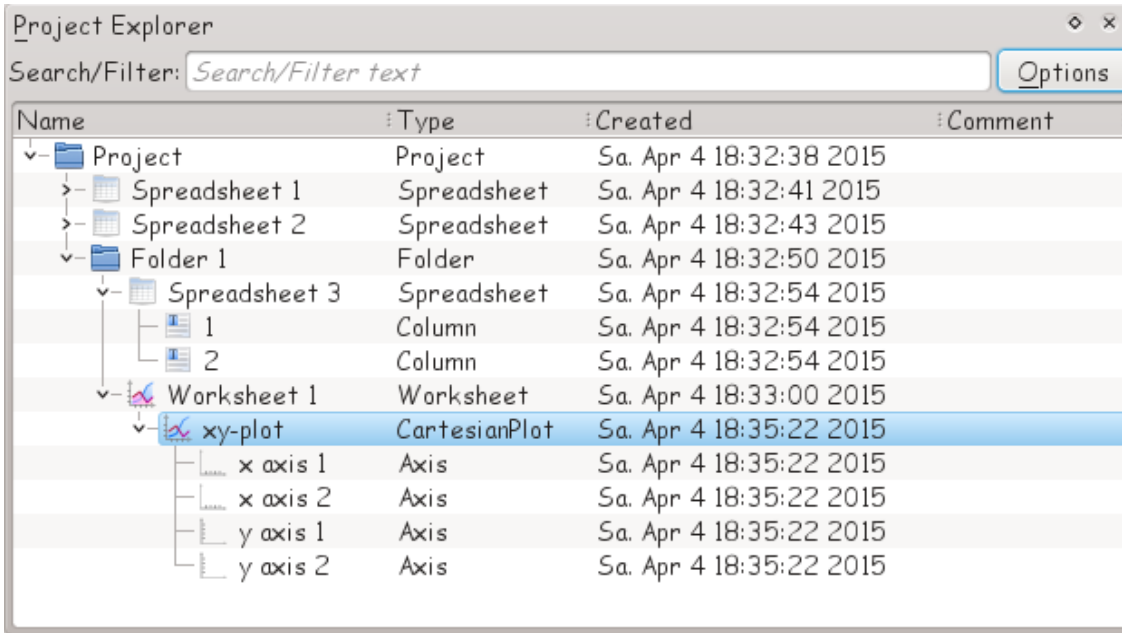 Project Explorer
Search/Filter: Search/Filter text Options
Name Type Created Comment
Project Project Sa. Apr 4 18:32:38 2015
Spreadsheet 1 Spreadsheet Sa. Apr 4 18:32:41 2015
Spreadsheet 2 Spreadsheet Sa. Apr 4 18:32:43 2015
Folder 1 Folder Sa. Apr 4 18:32:50 2015
Spreadsheet 3 Spreadsheet Sa. Apr 4 18:32:54 2015
1 Column Sa. Apr 4 18:32:54 2015
2 Column Sa. Apr 4 18:32:54 2015
Worksheet 1 Worksheet Sa. Apr 4 18:33:00 2015
xy-plot CartesianPlot Sa. Apr 4 18:35:22 2015
x axis 1 Axis Sa. Apr 4 18:35:22 2015
x axis 2 Axis Sa. Apr 4 18:35:22 2015
y axis 1 Axis Sa. Apr 4 18:35:22 2015
y axis 2 Axis Sa. Apr 4 18:35:22 2015